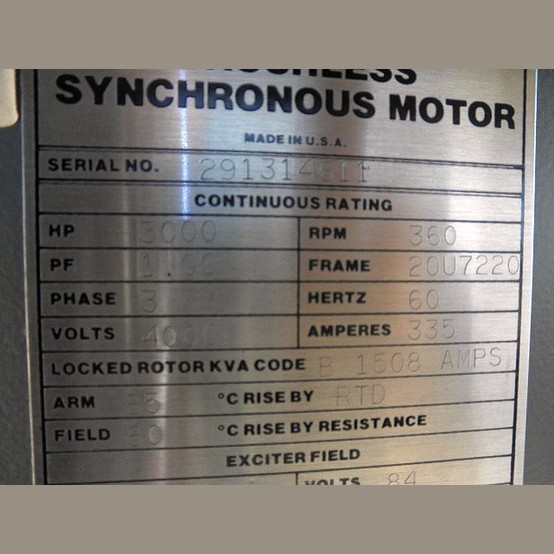 SYNCHRONOUS MOTOR
MADE IN U.S.A.
SERIAL NO.
CONTINUOUS RATING
HP 3000 RPM 360
PF FRAME 20U7220
PHASE 3 HERTZ 60
VOLTS AMPERES 335
LOCKED ROTOR KVA CODE B 1508 AMPS
ARM °C RISE BY RTD
FIELD °C RISE BY RESISTANCE
EXCITER FIELD
VOLTS 84